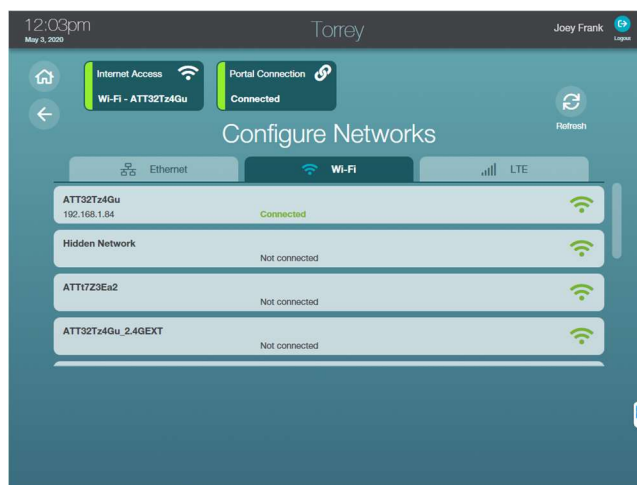 12:03pm
May 3, 2020
Torrey
Joey Frank
Logout
Internet Access
Wi-Fi - ATT32Tz4Gu
Portal Connection
Connected
Refresh
Configure Networks
Ethernet
Wi-Fi
LTE
ATT32Tz4Gu
192.168.1.84
Connected
Hidden Network
Not connected
ATTt7Z3Ea2
Not connected
ATT32Tz4Gu_2.4GEXT
Not connected